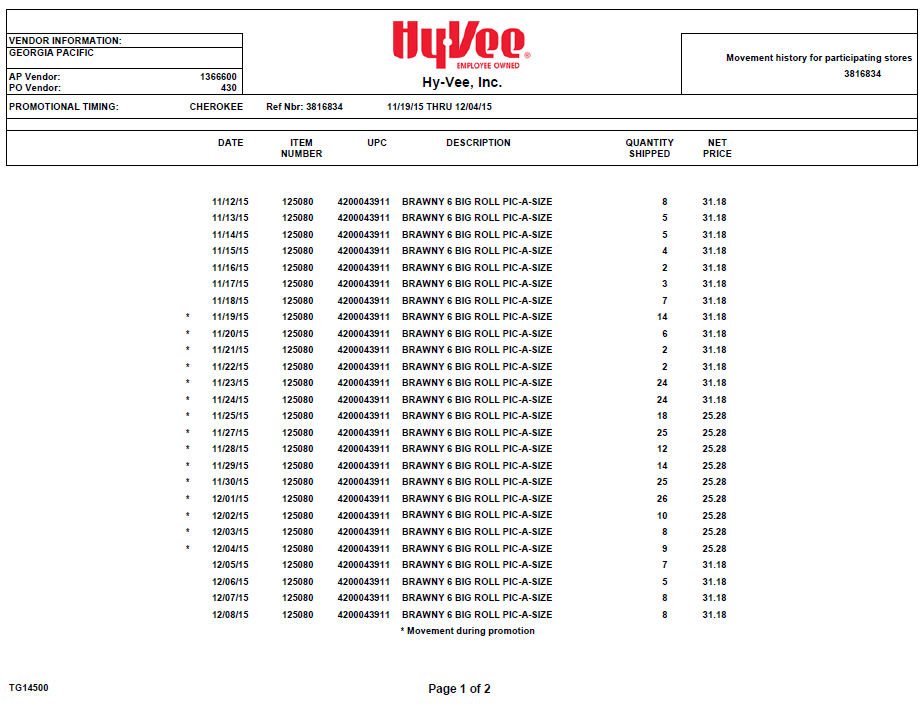 HyVee®
EMPLOYEE OWNED
Hy-Vee, Inc.
VENDOR INFORMATION:
GEORGIA PACIFIC
AP Vendor: 1366600
PO Vendor: 430
Movement history for participating stores
3816834
PROMOTIONAL TIMING: CHEROKEE Ref Nbr: 3816834 11/19/15 THRU 12/04/15
DATE ITEM UPC DESCRIPTION QUANTITY NET
NUMBER SHIPPED PRICE
11/12/15 125080 4200043911 BRAWNY 6 BIG ROLL PIC-A-SIZE 8 31.18
11/13/15 125080 4200043911 BRAWNY 6 BIG ROLL PIC-A-SIZE 5 31.18
11/14/15 125080 4200043911 BRAWNY 6 BIG ROLL PIC-A-SIZE 5 31.18
11/15/15 125080 4200043911 BRAWNY 6 BIG ROLL PIC-A-SIZE 4 31.18
11/16/15 125080 4200043911 BRAWNY 6 BIG ROLL PIC-A-SIZE 2 31.18
11/17/15 125080 4200043911 BRAWNY 6 BIG ROLL PIC-A-SIZE 3 31.18
11/18/15 125080 4200043911 BRAWNY 6 BIG ROLL PIC-A-SIZE 7 31.18
* 11/19/15 125080 4200043911 BRAWNY 6 BIG ROLL PIC-A-SIZE 14 31.18
* 11/20/15 125080 4200043911 BRAWNY 6 BIG ROLL PIC-A-SIZE 6 31.18
* 11/21/15 125080 4200043911 BRAWNY 6 BIG ROLL PIC-A-SIZE 2 31.18
* 11/22/15 125080 4200043911 BRAWNY 6 BIG ROLL PIC-A-SIZE 2 31.18
* 11/23/15 125080 4200043911 BRAWNY 6 BIG ROLL PIC-A-SIZE 24 31.18
* 11/24/15 125080 4200043911 BRAWNY 6 BIG ROLL PIC-A-SIZE 24 31.18
* 11/25/15 125080 4200043911 BRAWNY 6 BIG ROLL PIC-A-SIZE 18 25.28
* 11/27/15 125080 4200043911 BRAWNY 6 BIG ROLL PIC-A-SIZE 25 25.28
* 11/28/15 125080 4200043911 BRAWNY 6 BIG ROLL PIC-A-SIZE 12 25.28
* 11/29/15 125080 4200043911 BRAWNY 6 BIG ROLL PIC-A-SIZE 14 25.28
* 11/30/15 125080 4200043911 BRAWNY 6 BIG ROLL PIC-A-SIZE 25 25.28
* 12/01/15 125080 4200043911 BRAWNY 6 BIG ROLL PIC-A-SIZE 26 25.28
* 12/02/15 125080 4200043911 BRAWNY 6 BIG ROLL PIC-A-SIZE 10 25.28
* 12/03/15 125080 4200043911 BRAWNY 6 BIG ROLL PIC-A-SIZE 8 25.28
* 12/04/15 125080 4200043911 BRAWNY 6 BIG ROLL PIC-A-SIZE 9 25.28
12/05/15 125080 4200043911 BRAWNY 6 BIG ROLL PIC-A-SIZE 7 31.18
12/06/15 125080 4200043911 BRAWNY 6 BIG ROLL PIC-A-SIZE 5 31.18
12/07/15 125080 4200043911 BRAWNY 6 BIG ROLL PIC-A-SIZE 8 31.18
12/08/15 125080 4200043911 BRAWNY 6 BIG ROLL PIC-A-SIZE 8 31.18
* Movement during promotion
TG14500 Page 1 of 2